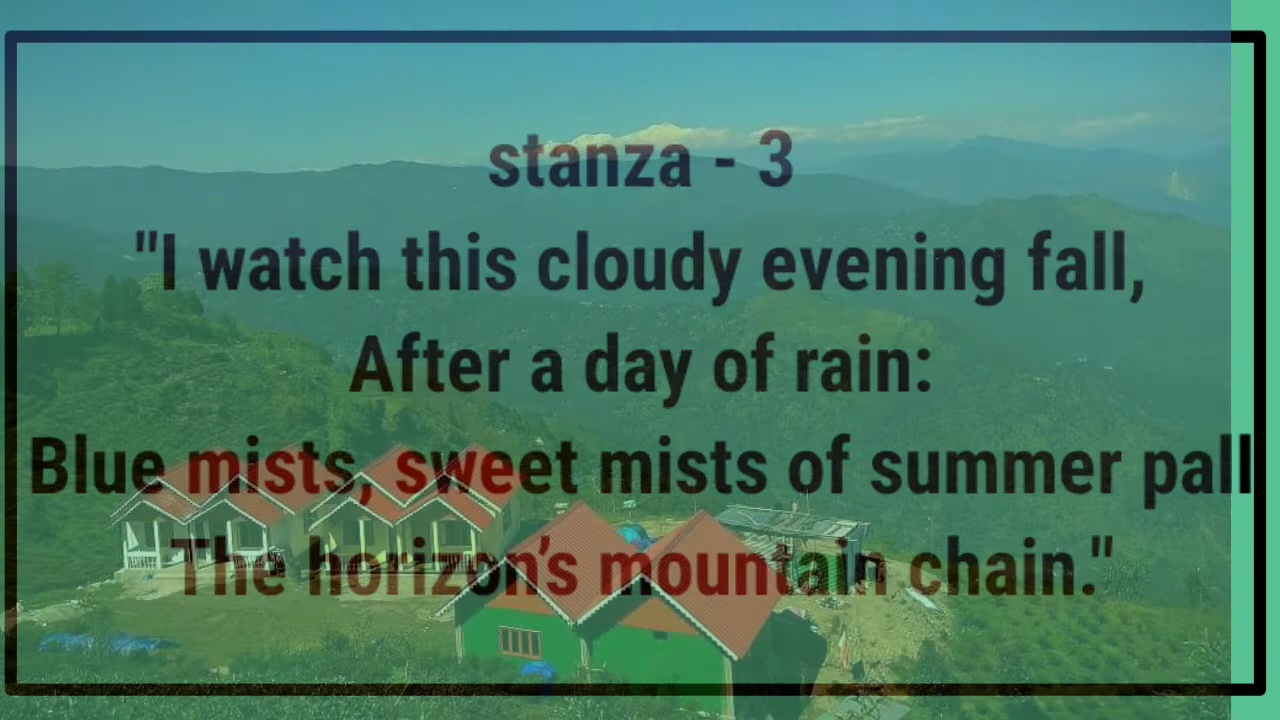 stanza - 3
"I watch this cloudy evening fall,
After a day of rain:
Blue mists, sweet mists of summer pall
The horizon’s mountain chain."